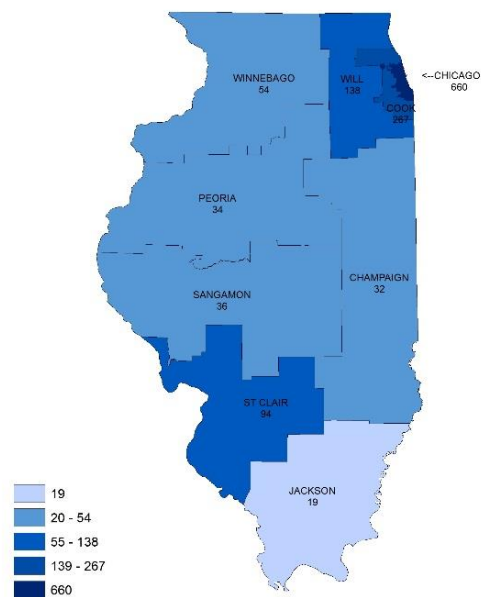 WINNEBAGO
54
WILL
138
<--CHICAGO
660
COOK
267
PEORIA
34
CHAMPAIGN
32
SANGAMON
36
ST CLAIR
94
JACKSON
19
19
20 - 54
55 - 138
139 - 267
660